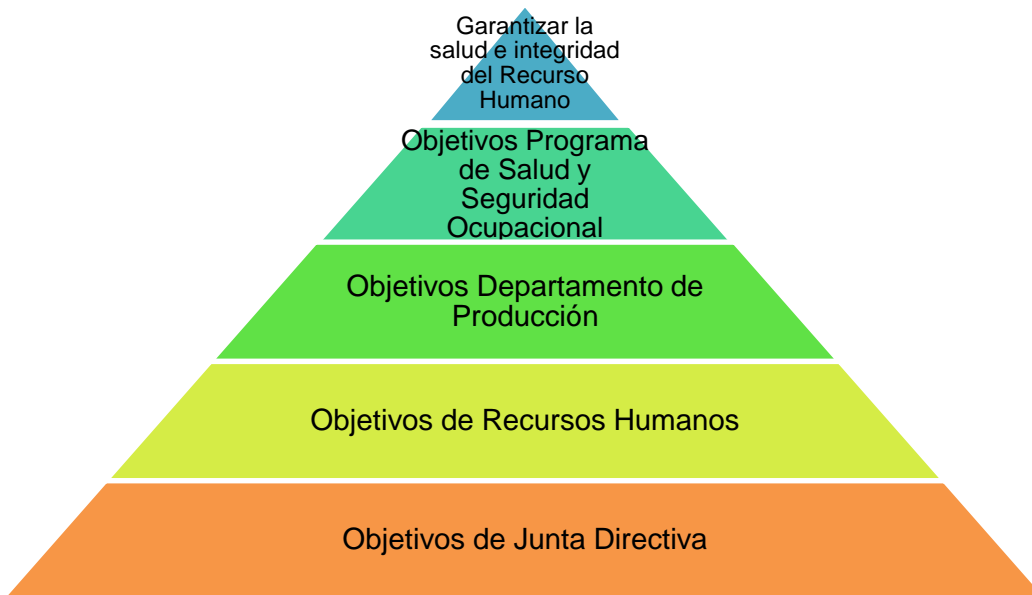 Garantizar la
salud e integridad
del Recurso
Humano
Objetivos Programa
de Salud y
Seguridad
Ocupacional
Objetivos Departamento de
Producción
Objetivos de Recursos Humanos
Objetivos de Junta Directiva